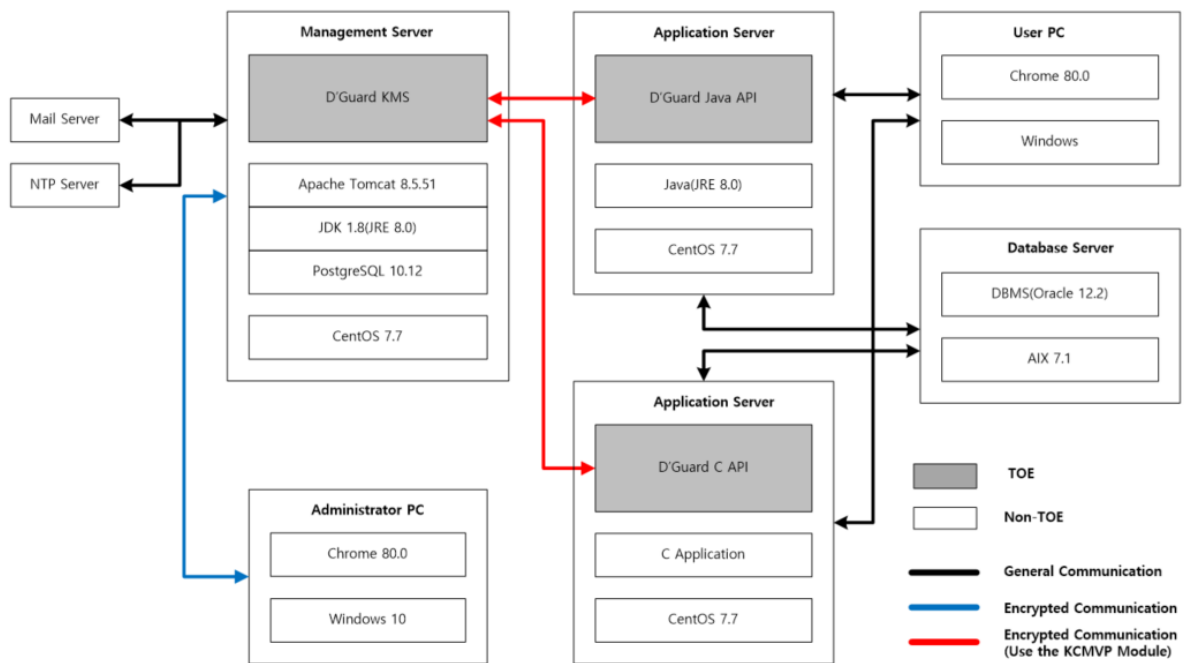 Management Server
D'Guard KMS
Apache Tomcat 8.5.51
JDK 1.8(JRE 8.0)
PostgreSQL 10.12
CentOS 7.7
Mail Server
NTP Server
Administrator PC
Chrome 80.0
Windows 10
Application Server
D'Guard Java API
Java(JRE 8.0)
CentOS 7.7
Application Server
D'Guard C API
C Application
CentOS 7.7
User PC
Chrome 80.0
Windows
Database Server
DBMS(Oracle 12.2)
AIX 7.1
TOE
Non-TOE
General Communication
Encrypted Communication
Encrypted Communication
(Use the KCMVP Module)